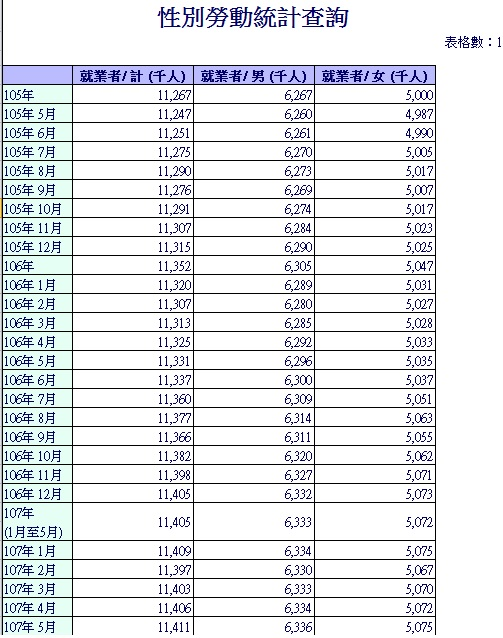 性別勞動統計查詢
表格數：1
就業者/計 (千人) 就業者/男 (千人) 就業者/女 (千人)
105年 11,267 6,267 5,000
105年 5月 11,247 6,260 4,987
105年 6月 11,251 6,261 4,990
105年 7月 11,275 6,270 5,005
105年 8月 11,290 6,273 5,017
105年 9月 11,276 6,269 5,007
105年 10月 11,291 6,274 5,017
105年 11月 11,307 6,284 5,023
105年 12月 11,315 6,290 5,025
106年 11,352 6,305 5,047
106年 1月 11,320 6,289 5,031
106年 2月 11,307 6,280 5,027
106年 3月 11,313 6,285 5,028
106年 4月 11,325 6,292 5,033
106年 5月 11,331 6,296 5,035
106年 6月 11,337 6,300 5,037
106年 7月 11,360 6,309 5,051
106年 8月 11,377 6,314 5,063
106年 9月 11,366 6,311 5,055
106年 10月 11,382 6,320 5,062
106年 11月 11,398 6,327 5,071
106年 12月 11,405 6,332 5,073
107年
(1月至5月) 11,405 6,333 5,072
107年 1月 11,409 6,334 5,075
107年 2月 11,397 6,330 5,067
107年 3月 11,403 6,333 5,070
107年 4月 11,406 6,334 5,072
107年 5月 11,411 6,336 5,075